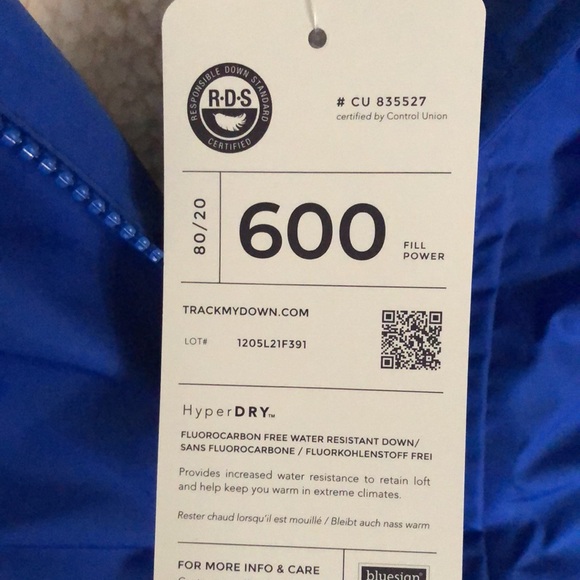 RESPONSIBLE DOWN STANDARD
R·D·S
CERTIFIED
# CU 835527
certified by Control Union
80/20
600
FILL
POWER
TRACKMYDOWN.COM
LOT# 1205L21F391
HyperDRY™
FLUOROCARBON FREE WATER RESISTANT DOWN/
SANS FLUOROCARBONE / FLUORKOHLENSTOFF FREI
Provides increased water resistance to retain loft
and help keep you warm in extreme climates.
Rester chaud lorsqu'il est mouillé / Bleibt auch nass warm
FOR MORE INFO & CARE
bluesign®